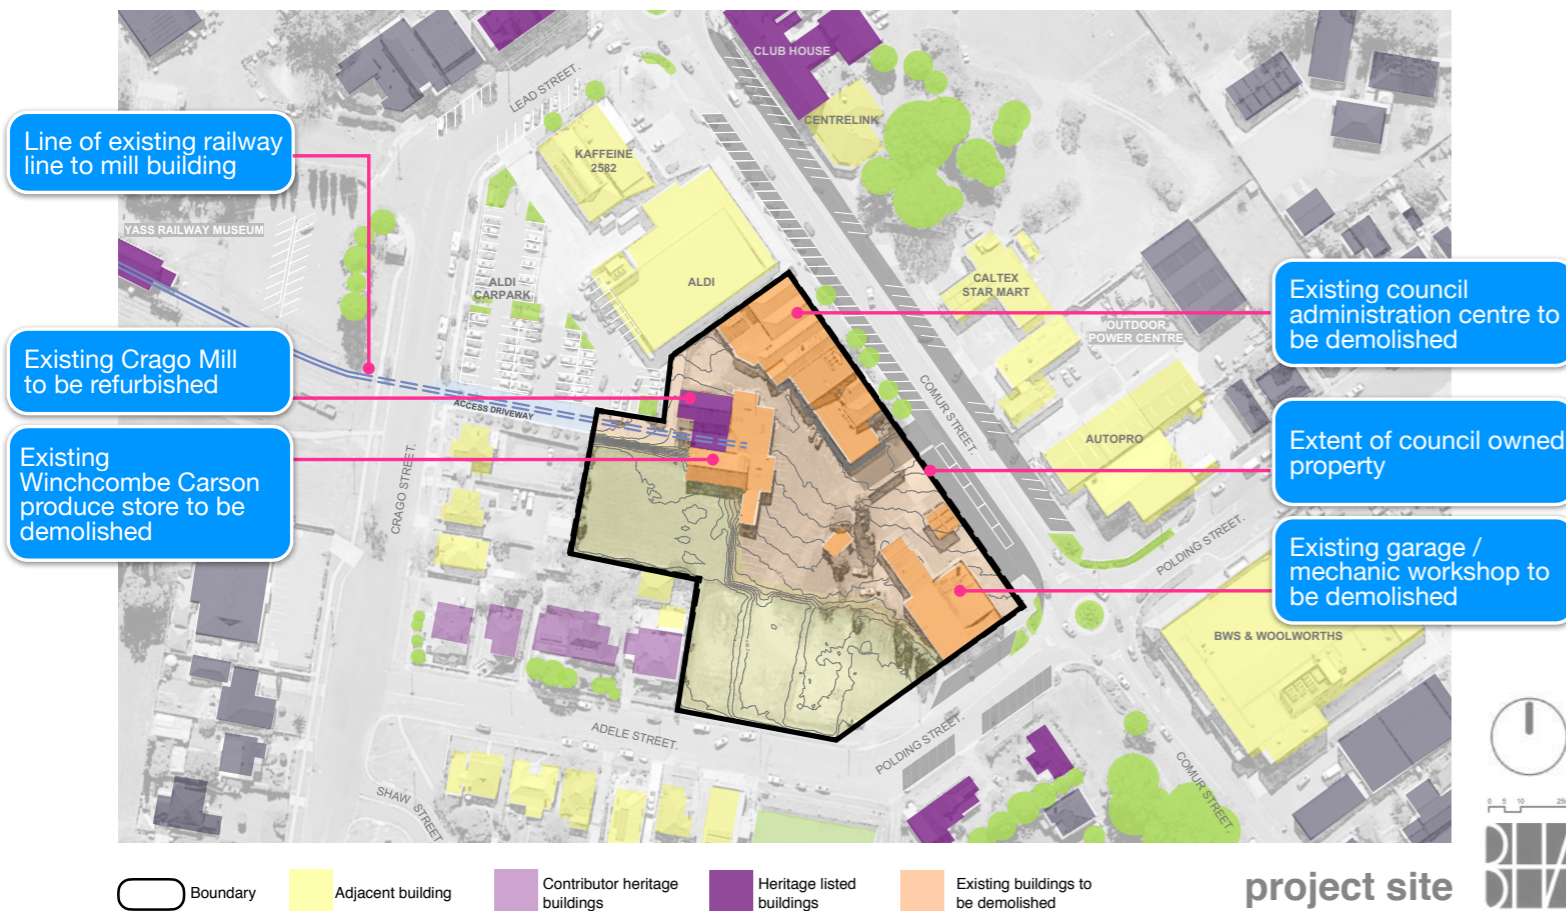 CLUB HOUSE
LEAD STREET.
CENTRELINK
KAFFEINE
2582
Line of existing railway
line to mill building
YASS RAILWAY MUSEUM
ALDI
CARPARK
ALDI
CALTEX
STAR MART
OUTDOOR
POWER CENTRE
Existing council
administration centre to
be demolished
Existing Crago Mill
to be refurbished
ACCESS DRIVEWAY
COMUR STREET.
AUTOPRO
Extent of council owned
property
Existing
Winchcombe Carson
produce store to be
demolished
CRAGO STREET.
POLDING STREET.
Existing garage /
mechanic workshop to
be demolished
BWS & WOOLWORTHS
ADELE STREET.
POLDING STREET.
COMUR STREET.
SHAW STREET
0 5 10
Boundary
Adjacent building
Contributor heritage
buildings
Heritage listed
buildings
Existing buildings to
be demolished
project site